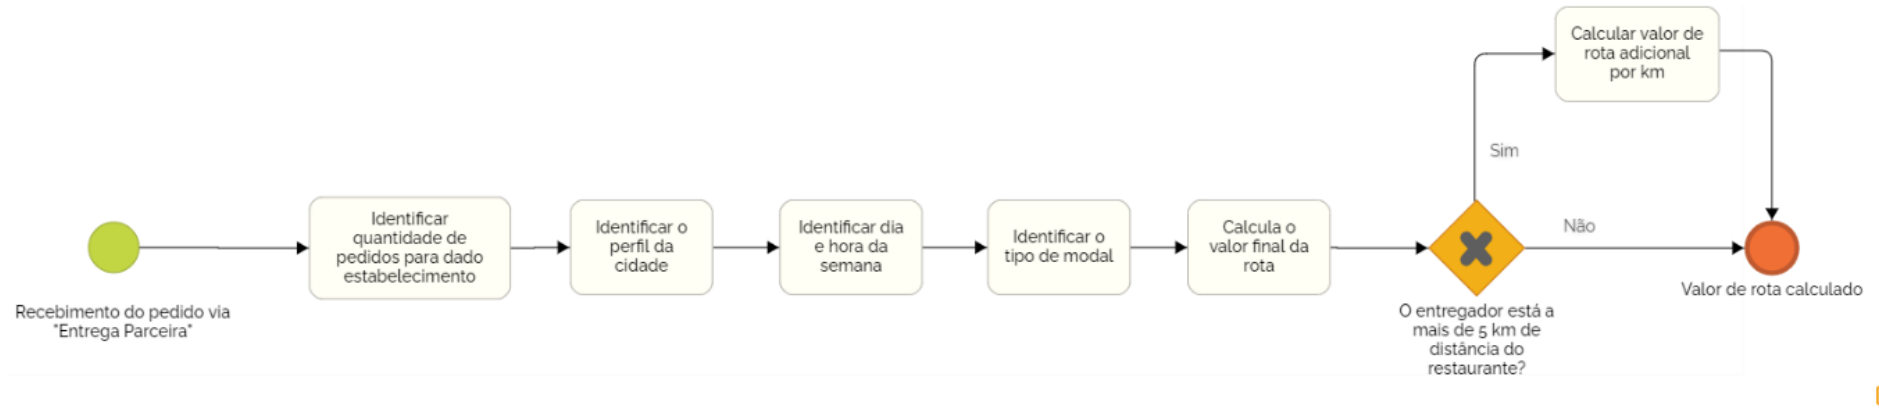 Recebimento do pedido via
"Entrega Parceira"
Identificar
quantidade de
pedidos para dado
estabelecimento
Identificar o
perfil da
cidade
Identificar dia
e hora da
semana
Identificar o
tipo de modal
Calcula o
valor final da
rota
O entregador está a
mais de 5 km de
distância do
restaurante?
Sim
Calcular valor de
rota adicional
por km
Não
Valor de rota calculado